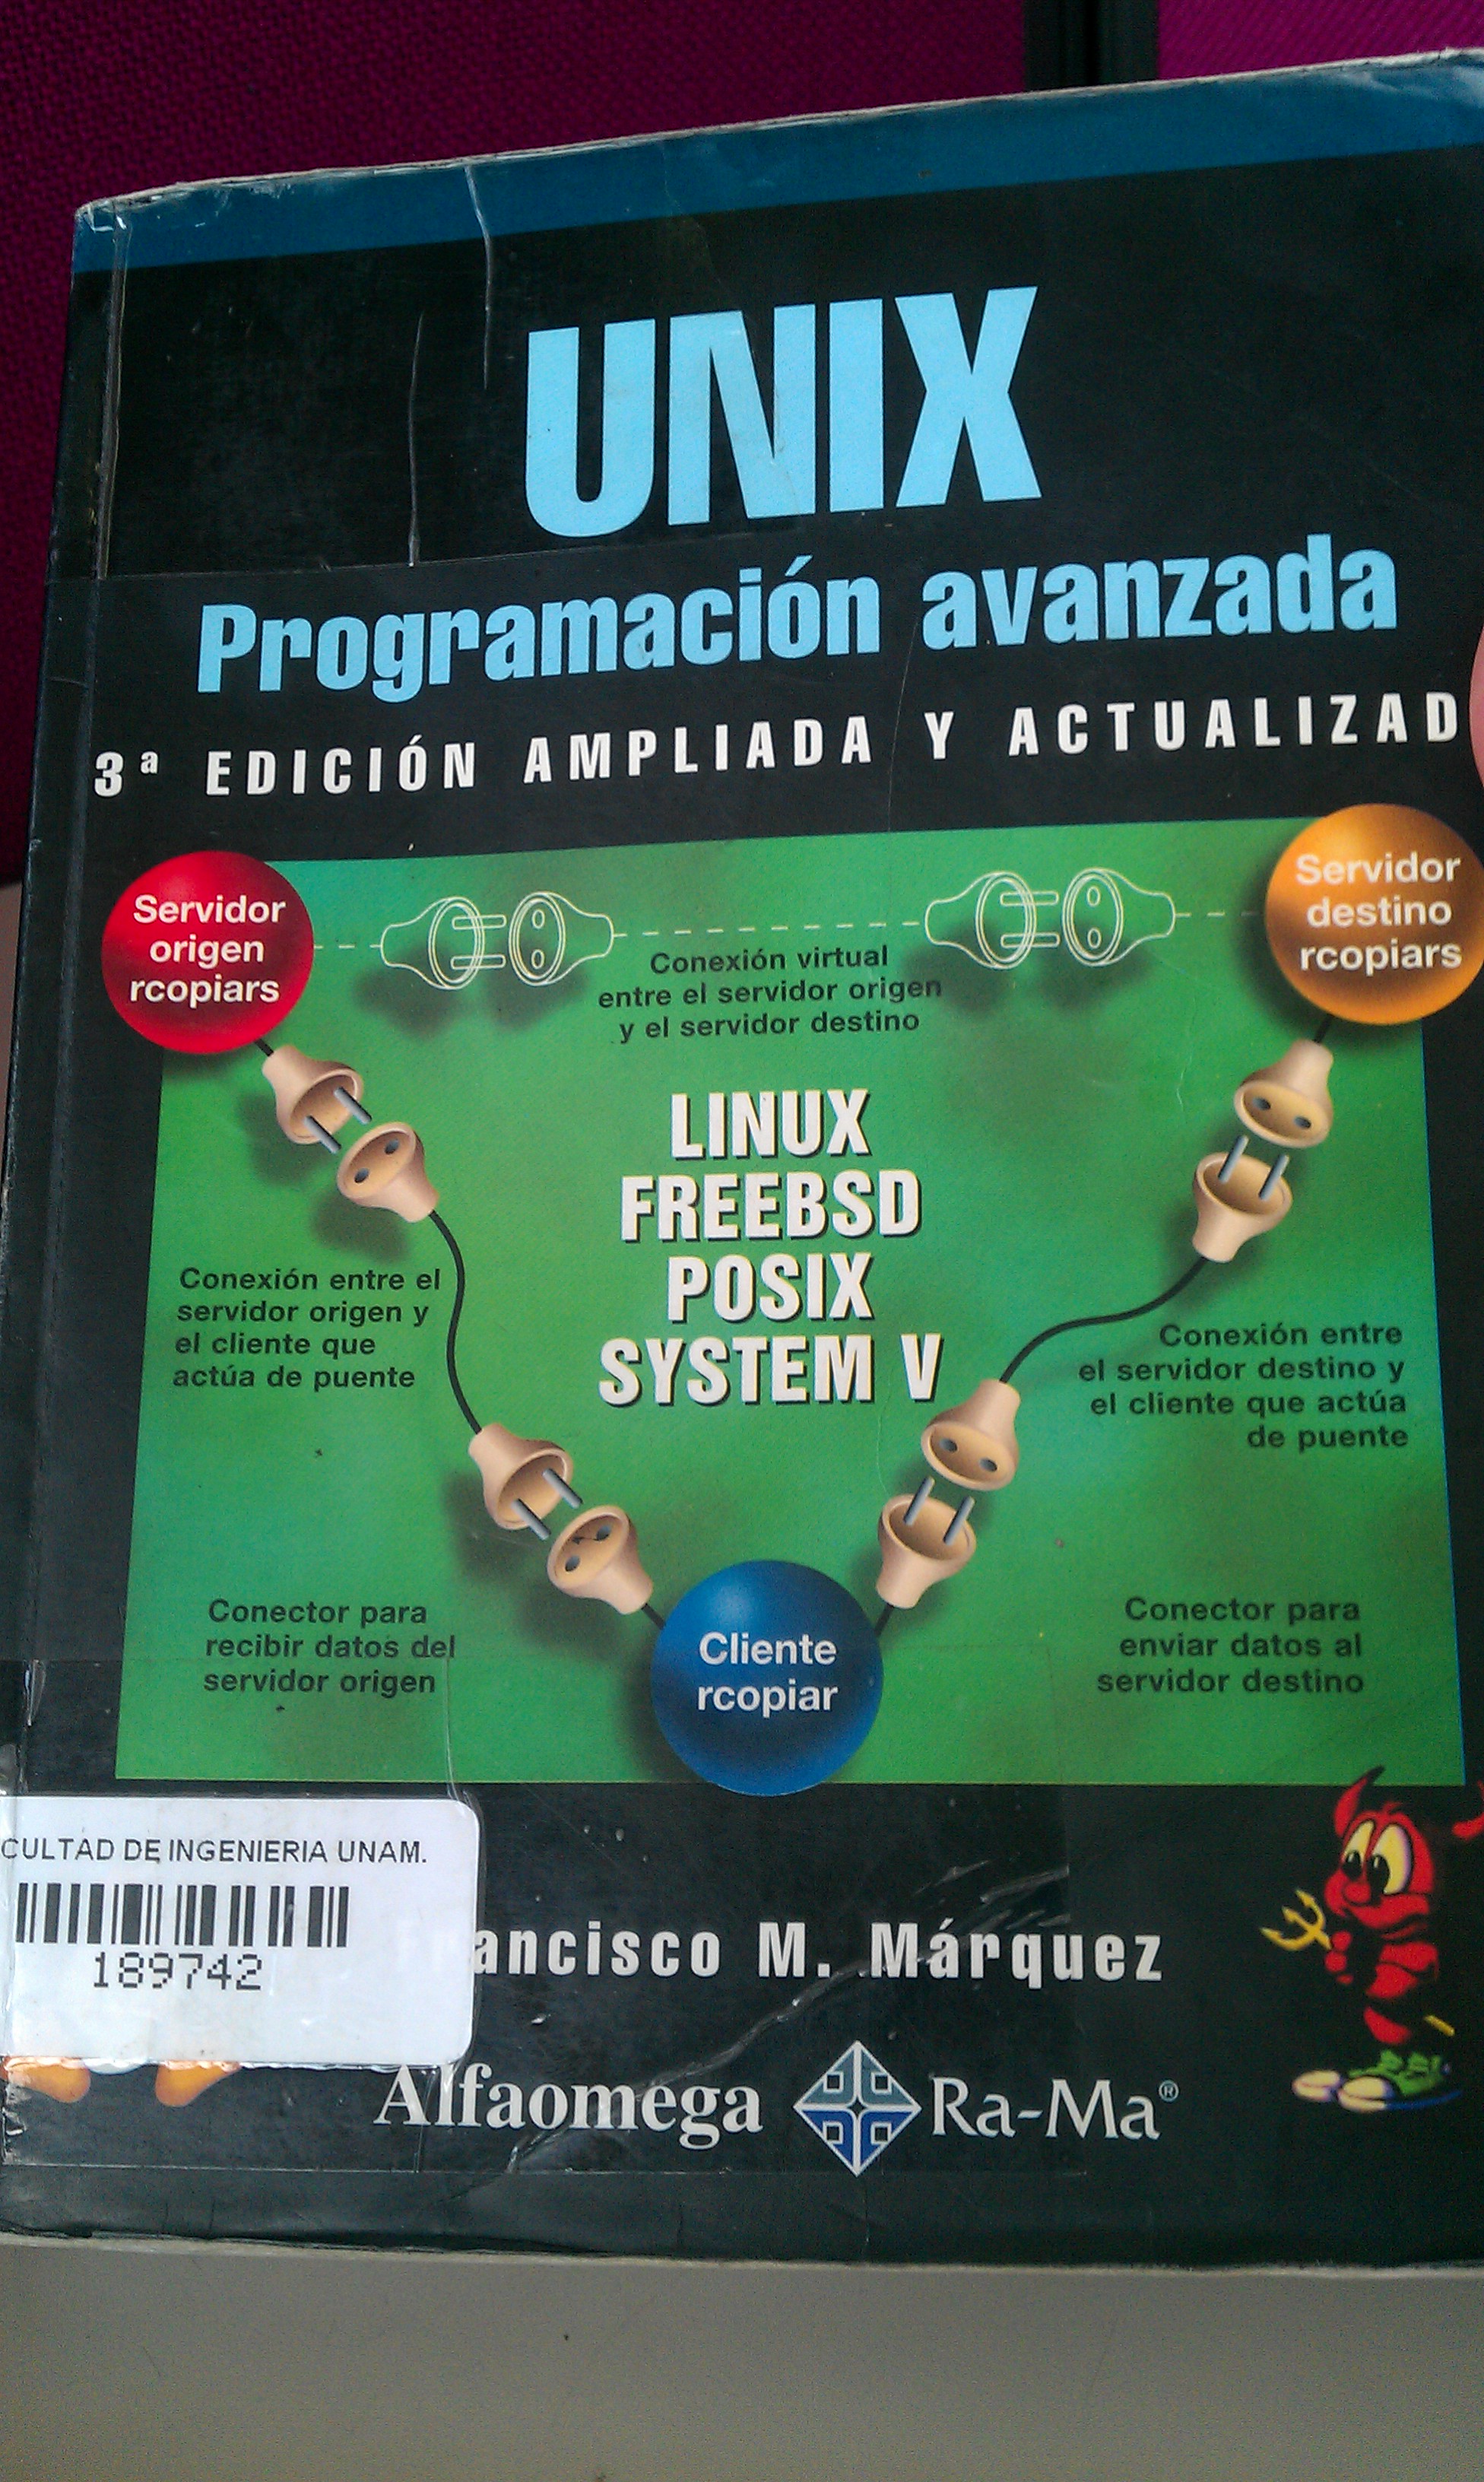 UNIX
Programación avanzada
3ª EDICIÓN AMPLIADA Y ACTUALIZAD
Servidor
origen
rcopiars
Servidor
destino
rcopiars
Conexión virtual
entre el servidor origen
y el servidor destino
LINUX
FREEBSD
POSIX
SYSTEM V
Conexión entre el
servidor origen y
el cliente que
actúa de puente
Conexión entre
el servidor destino y
el cliente que actúa
de puente
Conector para
recibir datos del
servidor origen
Cliente
rcopiar
Conector para
enviar datos al
servidor destino
CULTAD DE INGENIERIA UNAM.
189742
ancisco M. Márquez
Alfaomega Ra-Ma®